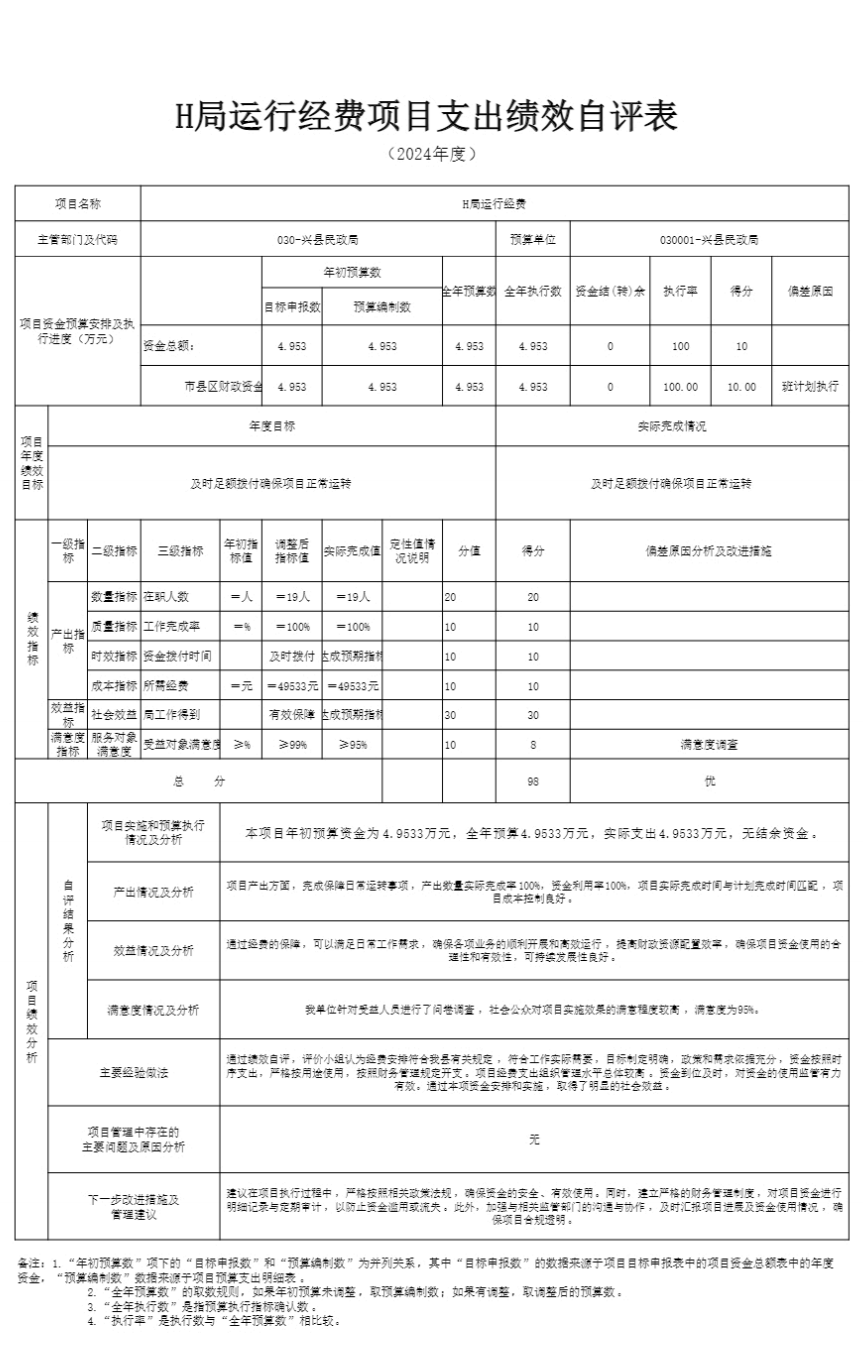 H局运行经费项目支出绩效自评表
（2024年度）
项目名称 H局运行经费
主管部门及代码 030-兴县民政局 预算单位 030001-兴县民政局
项目资金预算安排及执
行进度（万元）
年初预算数 全年预算数 全年执行数 资金结(转)余 执行率 得分 偏差原因
目标申报数 预算编制数
资金总额： 4.953 4.953 4.953 4.953 0 100 10
市县区财政资金 4.953 4.953 4.953 4.953 0 100.00 10.00 班计划执行
项目
年度
绩效
目标
年度目标 实际完成情况
及时足额拨付确保项目正常运转 及时足额拨付确保项目正常运转
绩
效
指
标
一级指
标
二级指标 三级指标
年初指
标值
调整后
指标值
实际完成值
定性值情
况说明
分值 得分 偏差原因分析及改进措施
产出指
标
数量指标 在职人数 ＝人 ＝19人 ＝19人 20 20
质量指标 工作完成率 ＝% ＝100% ＝100% 10 10
时效指标 资金拨付时间 及时拨付 达成预期指标 10 10
成本指标 所需经费 ＝元 ＝49533元 ＝49533元 10 10
效益指
标
社会效益 局工作得到 有效保障 达成预期指标 30 30
满意度
指标
服务对象
满意度
受益对象满意度 ≥% ≥99% ≥95% 10 8 满意度调查
总 分 98 优
项
目
绩
效
分
析
自
评
结
果
分
析
项目实施和预算执行
情况及分析
本项目年初预算资金为 4.9533万元，全年预算4.9533万元，实际支出4.9533万元，无结余资金。
产出情况及分析
项目产出方面，完成保障日常运转事项，产出数量实际完成率100%，资金利用率100%，项目实际完成时间与计划完成时间匹配，项
目成本控制良好。
效益情况及分析
通过经费的保障，可以满足日常工作需求，确保各项业务的顺利开展和高效运行，提高财政资源配置效率，确保项目资金使用的合
理性和有效性，可持续发展性良好。
满意度情况及分析
我单位针对受益人员进行了问卷调查，社会公众对项目实施效果的满意程度较高，满意度为95%。
主要经验做法
通过绩效自评，评价小组认为经费安排符合我县有关规定，符合工作实际需要，目标制定明确，政策和需求依据充分，资金按照时
序支出，严格按用途使用，按照财务管理规定开支。项目经费支出组织管理水平总体较高。资金到位及时，对资金的使用监管有力
有效。通过本项资金安排和实施，取得了明显的社会效益。
项目管理中存在的
主要问题及原因分析
无
下一步改进措施及
管理建议
建议在项目执行过程中，严格按照相关政策法规，确保资金的安全、有效使用。同时，建立严格的财务管理制度，对项目资金进行
明细记录与定期审计，以防止资金滥用或流失。此外，加强与相关监管部门的沟通与协作，及时汇报项目进展及资金使用情况，确
保项目合规透明。
备注：1.“年初预算数”项下的“目标申报数”和“预算编制数”为并列关系，其中“目标申报数”的数据来源于项目目标申报表中的项目资金总额表中的年度
资金，“预算编制数”数据来源于项目预算支出明细表。
2.“全年预算数”的取数规则，如果年初预算未调整，取预算编制数；如果有调整，取调整后的预算数。
3.“全年执行数”是指预算执行指标确认数。
4.“执行率”是执行数与“全年预算数”相比较。